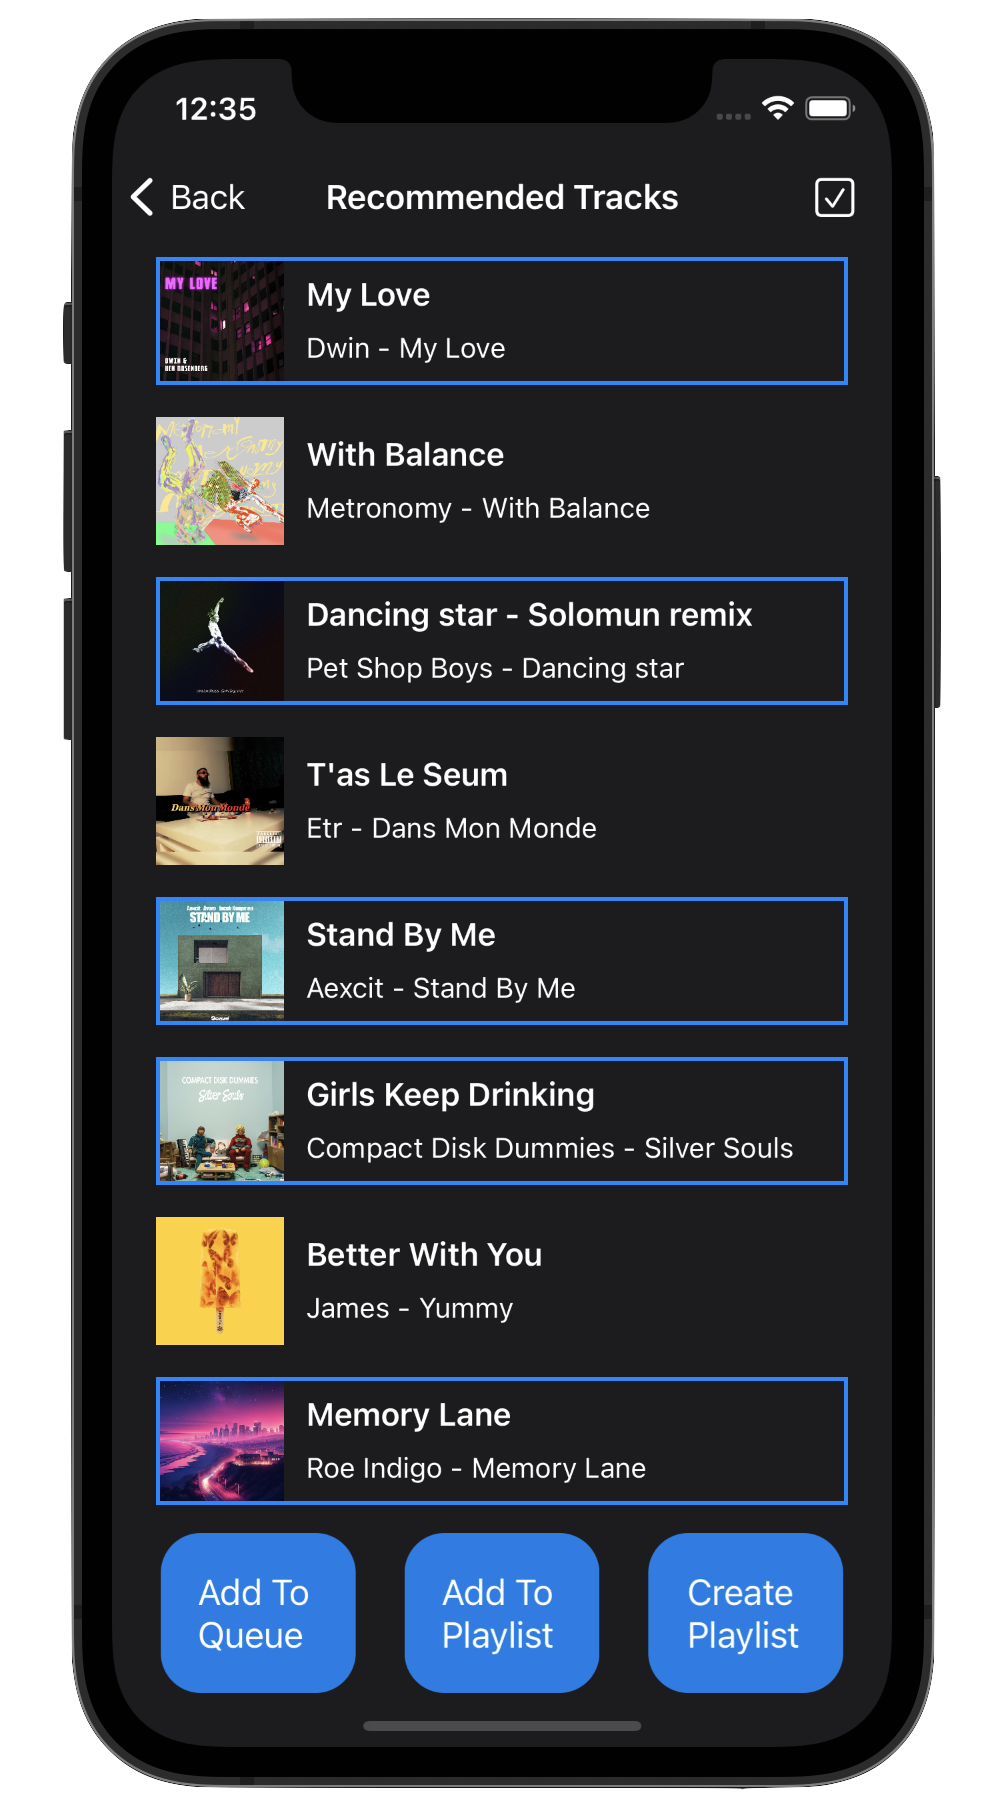 12:35
Back
Recommended Tracks
MY LOVE
DWIN &
BEN ROSENBERG
My Love
Dwin - My Love
With Balance
Metronomy - With Balance
Dancing star - Solomun remix
Pet Shop Boys - Dancing star
Dans Mon Monde
T'as Le Seum
Etr - Dans Mon Monde
STAND BY ME
Stand By Me
Aexcit - Stand By Me
COMPACT DISK DUMMIES
Silver Souls
Girls Keep Drinking
Compact Disk Dummies - Silver Souls
Better With You
James - Yummy
Memory Lane
Roe Indigo - Memory Lane
Add To
Queue
Add To
Playlist
Create
Playlist